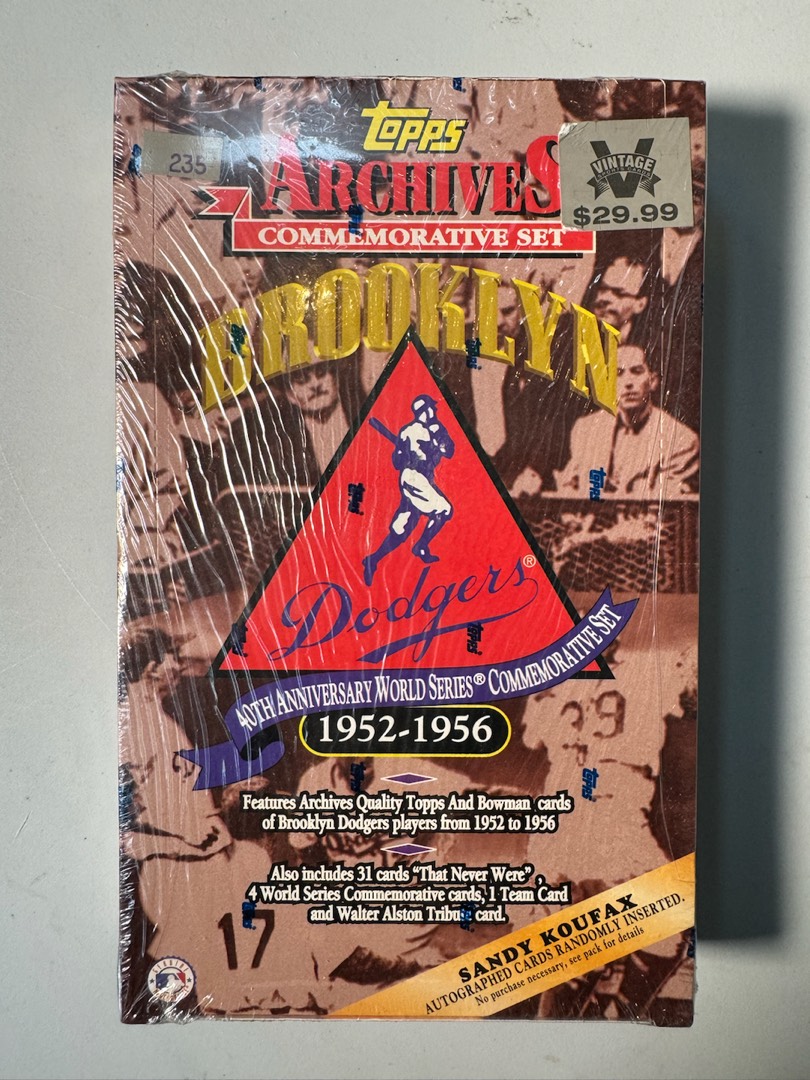 TOPPS
235
ARCHIVES
VINTAGE
SPORTS CARDS
$29.99
COMMEMORATIVE SET
BROOKLYN
Dodgers®
40TH ANNIVERSARY WORLD SERIES® COMMEMORATIVE SET
1952-1956
Features Archives Quality Topps And Bowman cards
of Brooklyn Dodgers players from 1952 to 1956
Also includes 31 cards "That Never Were",
4 World Series Commemorative cards, 1 Team Card
and Walter Alston Tribute card.
39
17
SANDY KOUFAX
AUTOGRAPHED CARDS RANDOMLY INSERTED.
No purchase necessary, see pack for details